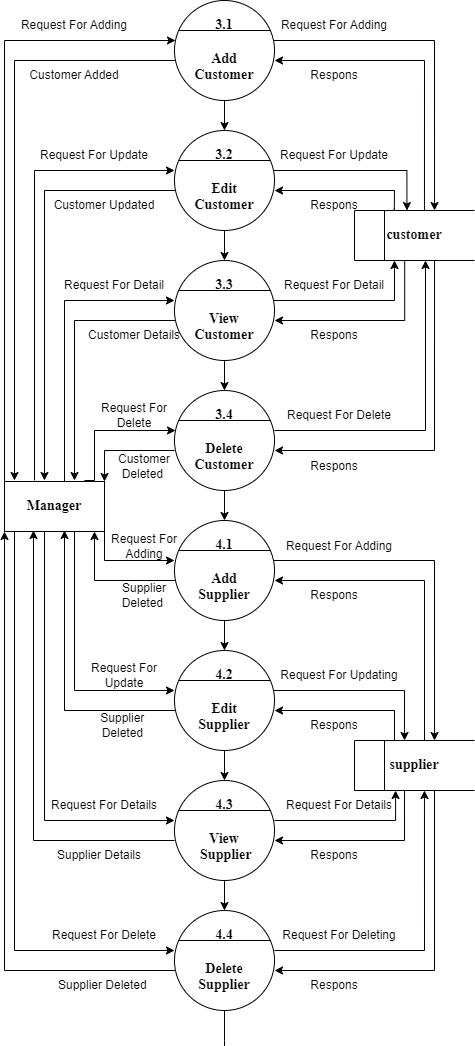 Request For Adding
3.1
Request For Adding
Add
Customer
Customer Added
Respons
Request For Update
3.2
Request For Update
Edit
Customer
Customer Updated
Respons
customer
Request For Detail
3.3
Request For Detail
View
Customer
Customer Details
Respons
Request For
Delete
3.4
Request For Delete
Delete
Customer
Customer
Deleted
Respons
Manager
Request For
Adding
4.1
Request For Adding
Add
Supplier
Supplier
Deleted
Respons
Request For
Update
4.2
Request For Updating
Edit
Supplier
Supplier
Deleted
Respons
supplier
Request For Details
4.3
Request For Details
View
Supplier
Supplier Details
Respons
Request For Delete
4.4
Request For Deleting
Delete
Supplier
Supplier Deleted
Respons